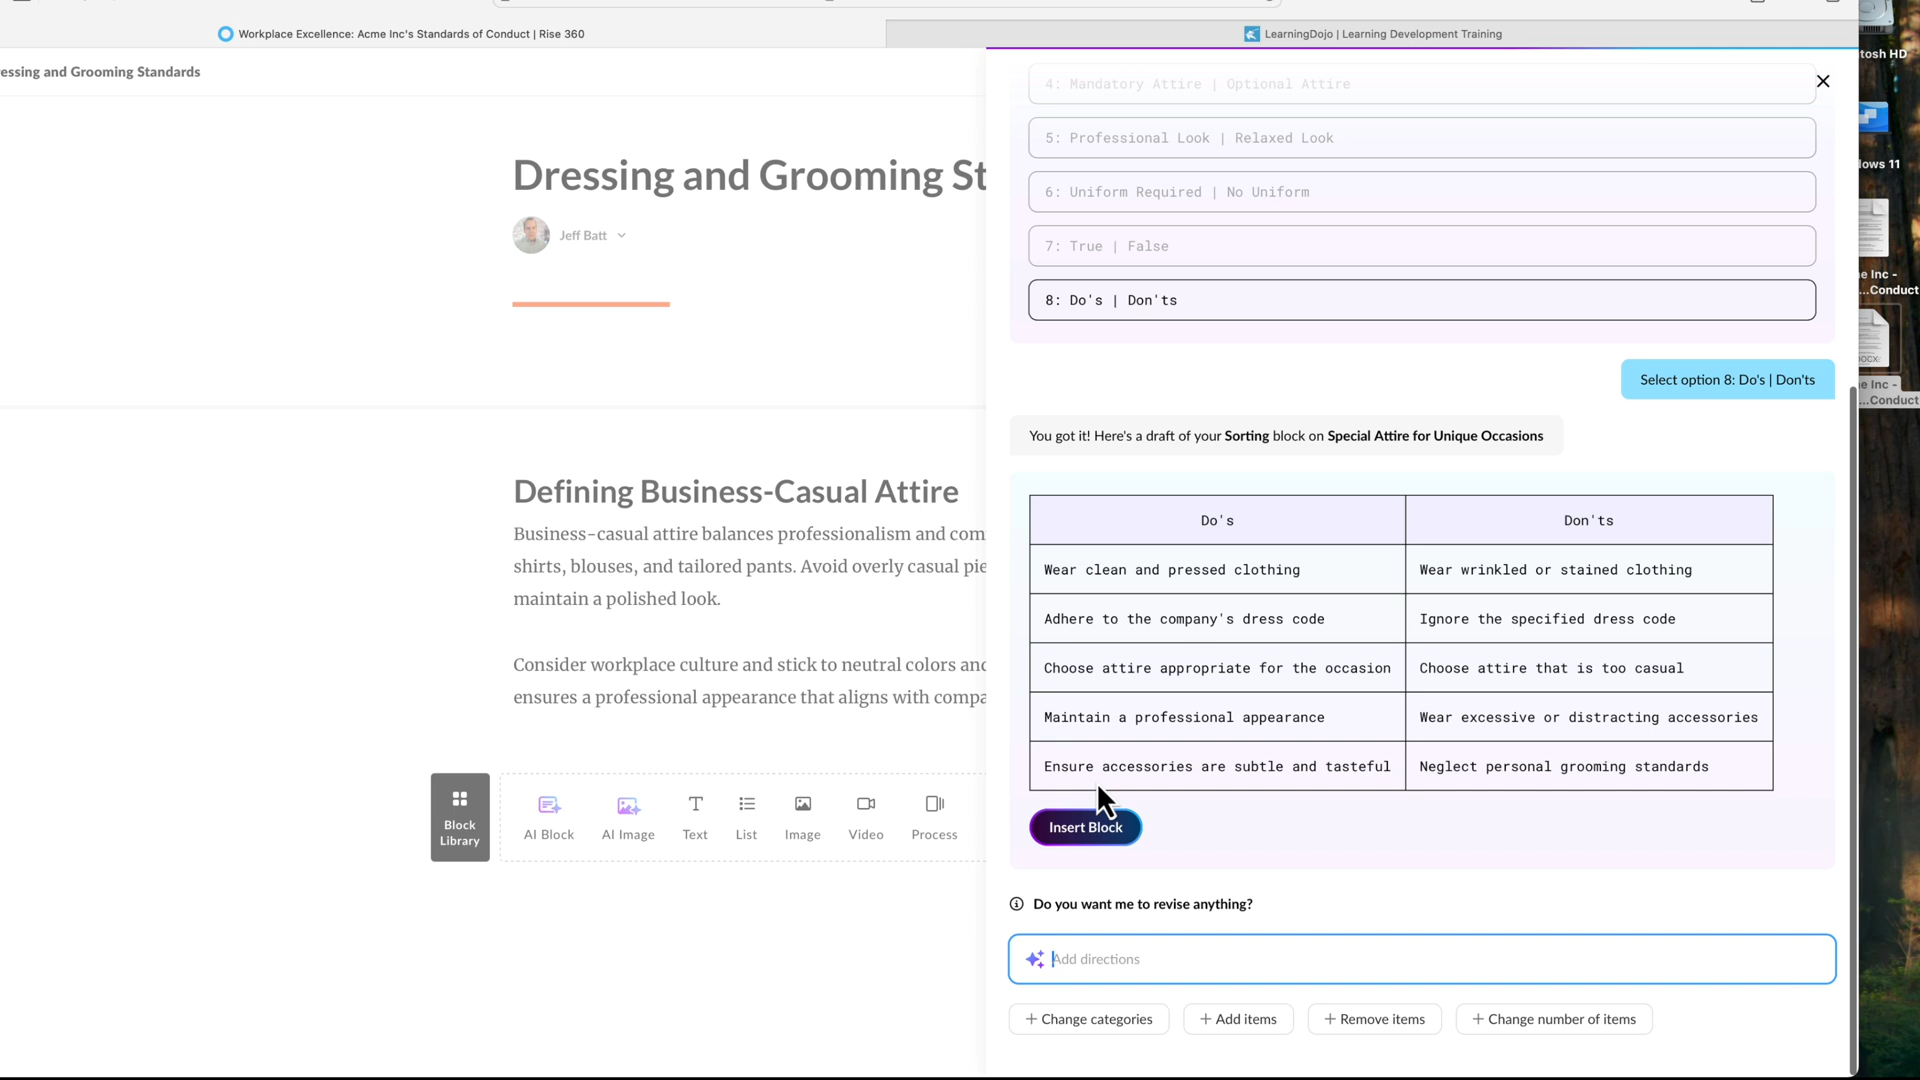 Workplace Excellence: Acme Inc's Standards of Conduct | Rise 360
LearningDojo | Learning Development Training
essing and Grooming Standards
Dressing and Grooming St
Jeff Batt
Defining Business-Casual Attire
Business-casual attire balances professionalism and com
shirts, blouses, and tailored pants. Avoid overly casual pie
maintain a polished look.
Consider workplace culture and stick to neutral colors and
ensures a professional appearance that aligns with compa
Block
Library
AI Block
AI Image
Text
List
Image
Video
Process
4: Mandatory Attire | Optional Attire
5: Professional Look | Relaxed Look
6: Uniform Required | No Uniform
7: True | False
8: Do's | Don'ts
Select option 8: Do's | Don'ts
You got it! Here's a draft of your Sorting block on Special Attire for Unique Occasions
Do's Don'ts
Wear clean and pressed clothing Wear wrinkled or stained clothing
Adhere to the company's dress code Ignore the specified dress code
Choose attire appropriate for the occasion Choose attire that is too casual
Maintain a professional appearance Wear excessive or distracting accessories
Ensure accessories are subtle and tasteful Neglect personal grooming standards
Insert Block
Do you want me to revise anything?
Add directions
+ Change categories
+ Add items
+ Remove items
+ Change number of items
tosh HD
lows 11
e Inc -
...Conduct
OCX
e Inc -
...Conduct